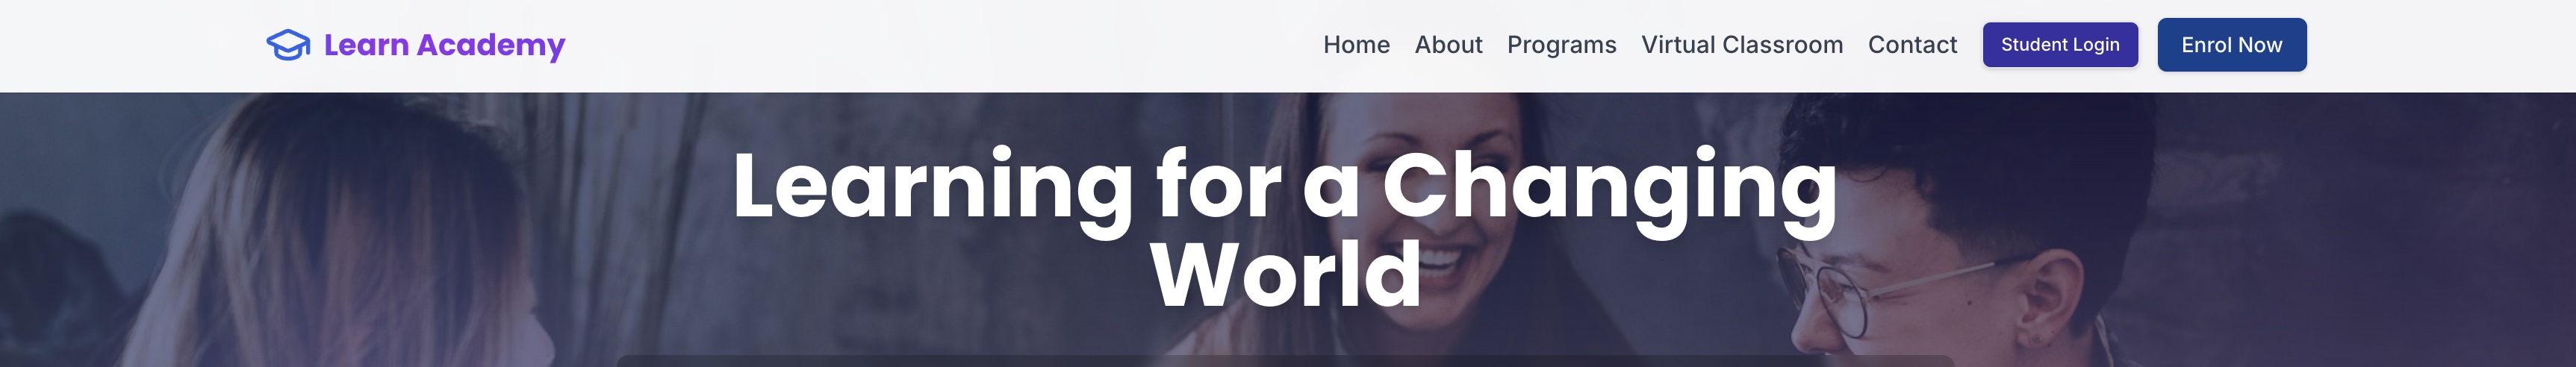 Learn Academy
Home About Programs Virtual Classroom Contact Student Login Enrol Now
Learning for a Changing
World